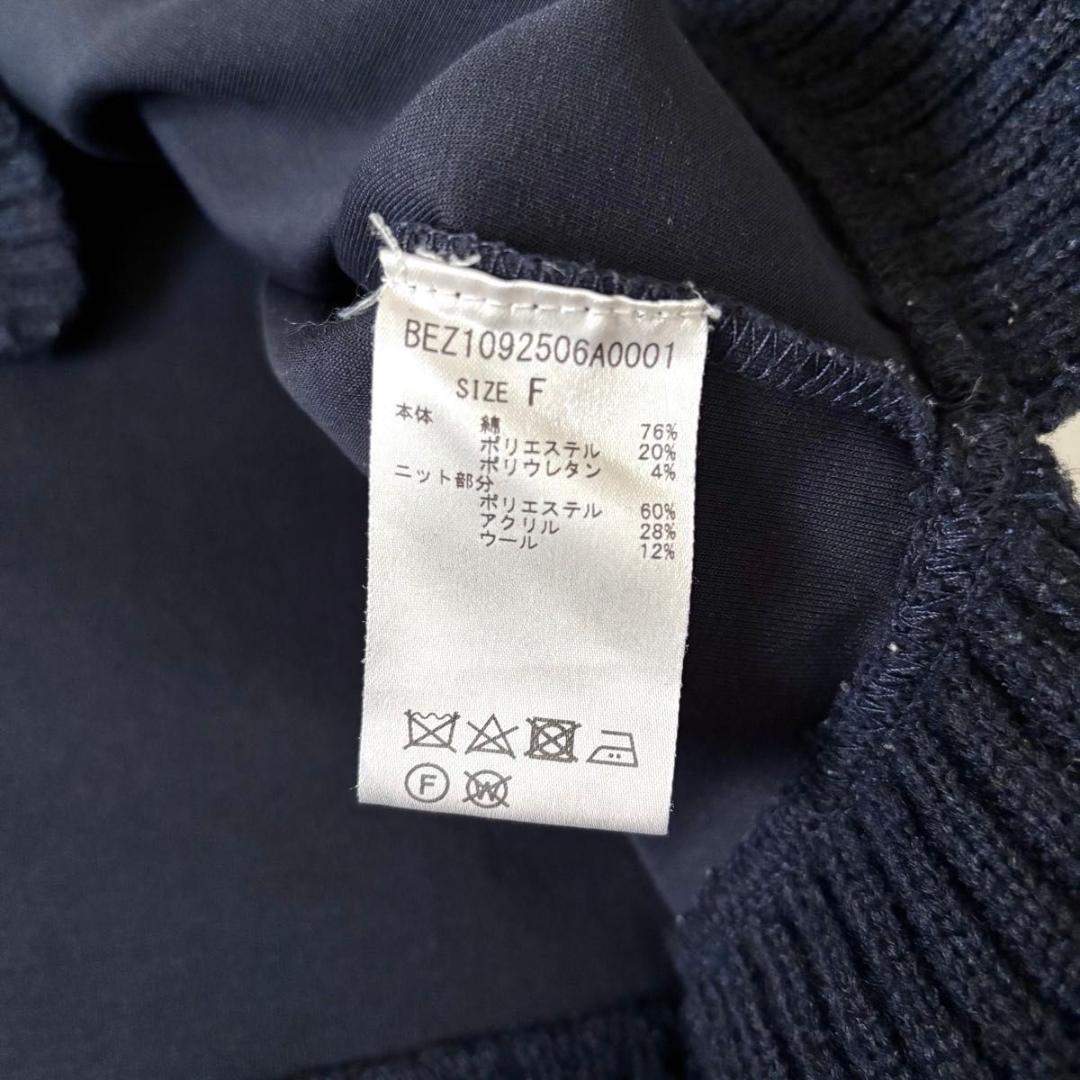 BEZ1092506A0001
SIZE F
本体 綿 76%
ポリエステル 20%
ポリウレタン 4%
ニット部分
ポリエステル 60%
アクリル 28%
ウール 12%
F W